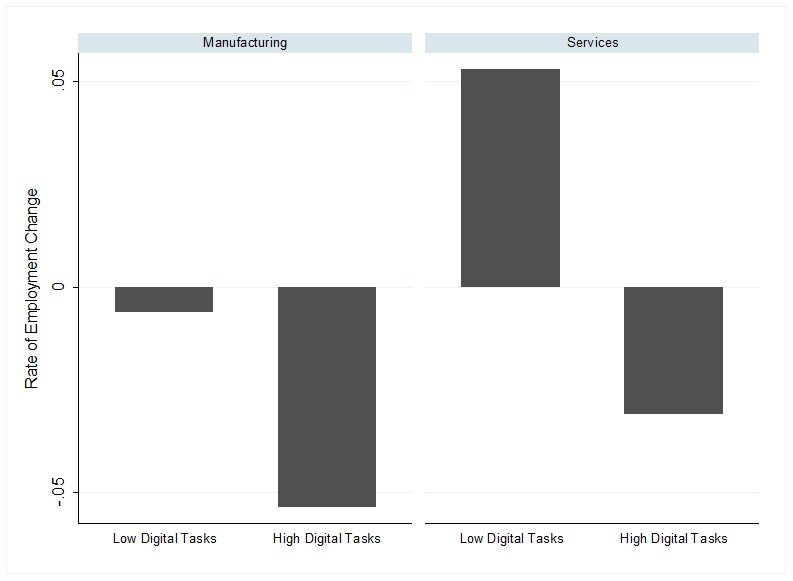 Manufacturing
Services
Rate of Employment Change
.05
0
-.05
Low Digital Tasks
High Digital Tasks
Low Digital Tasks
High Digital Tasks